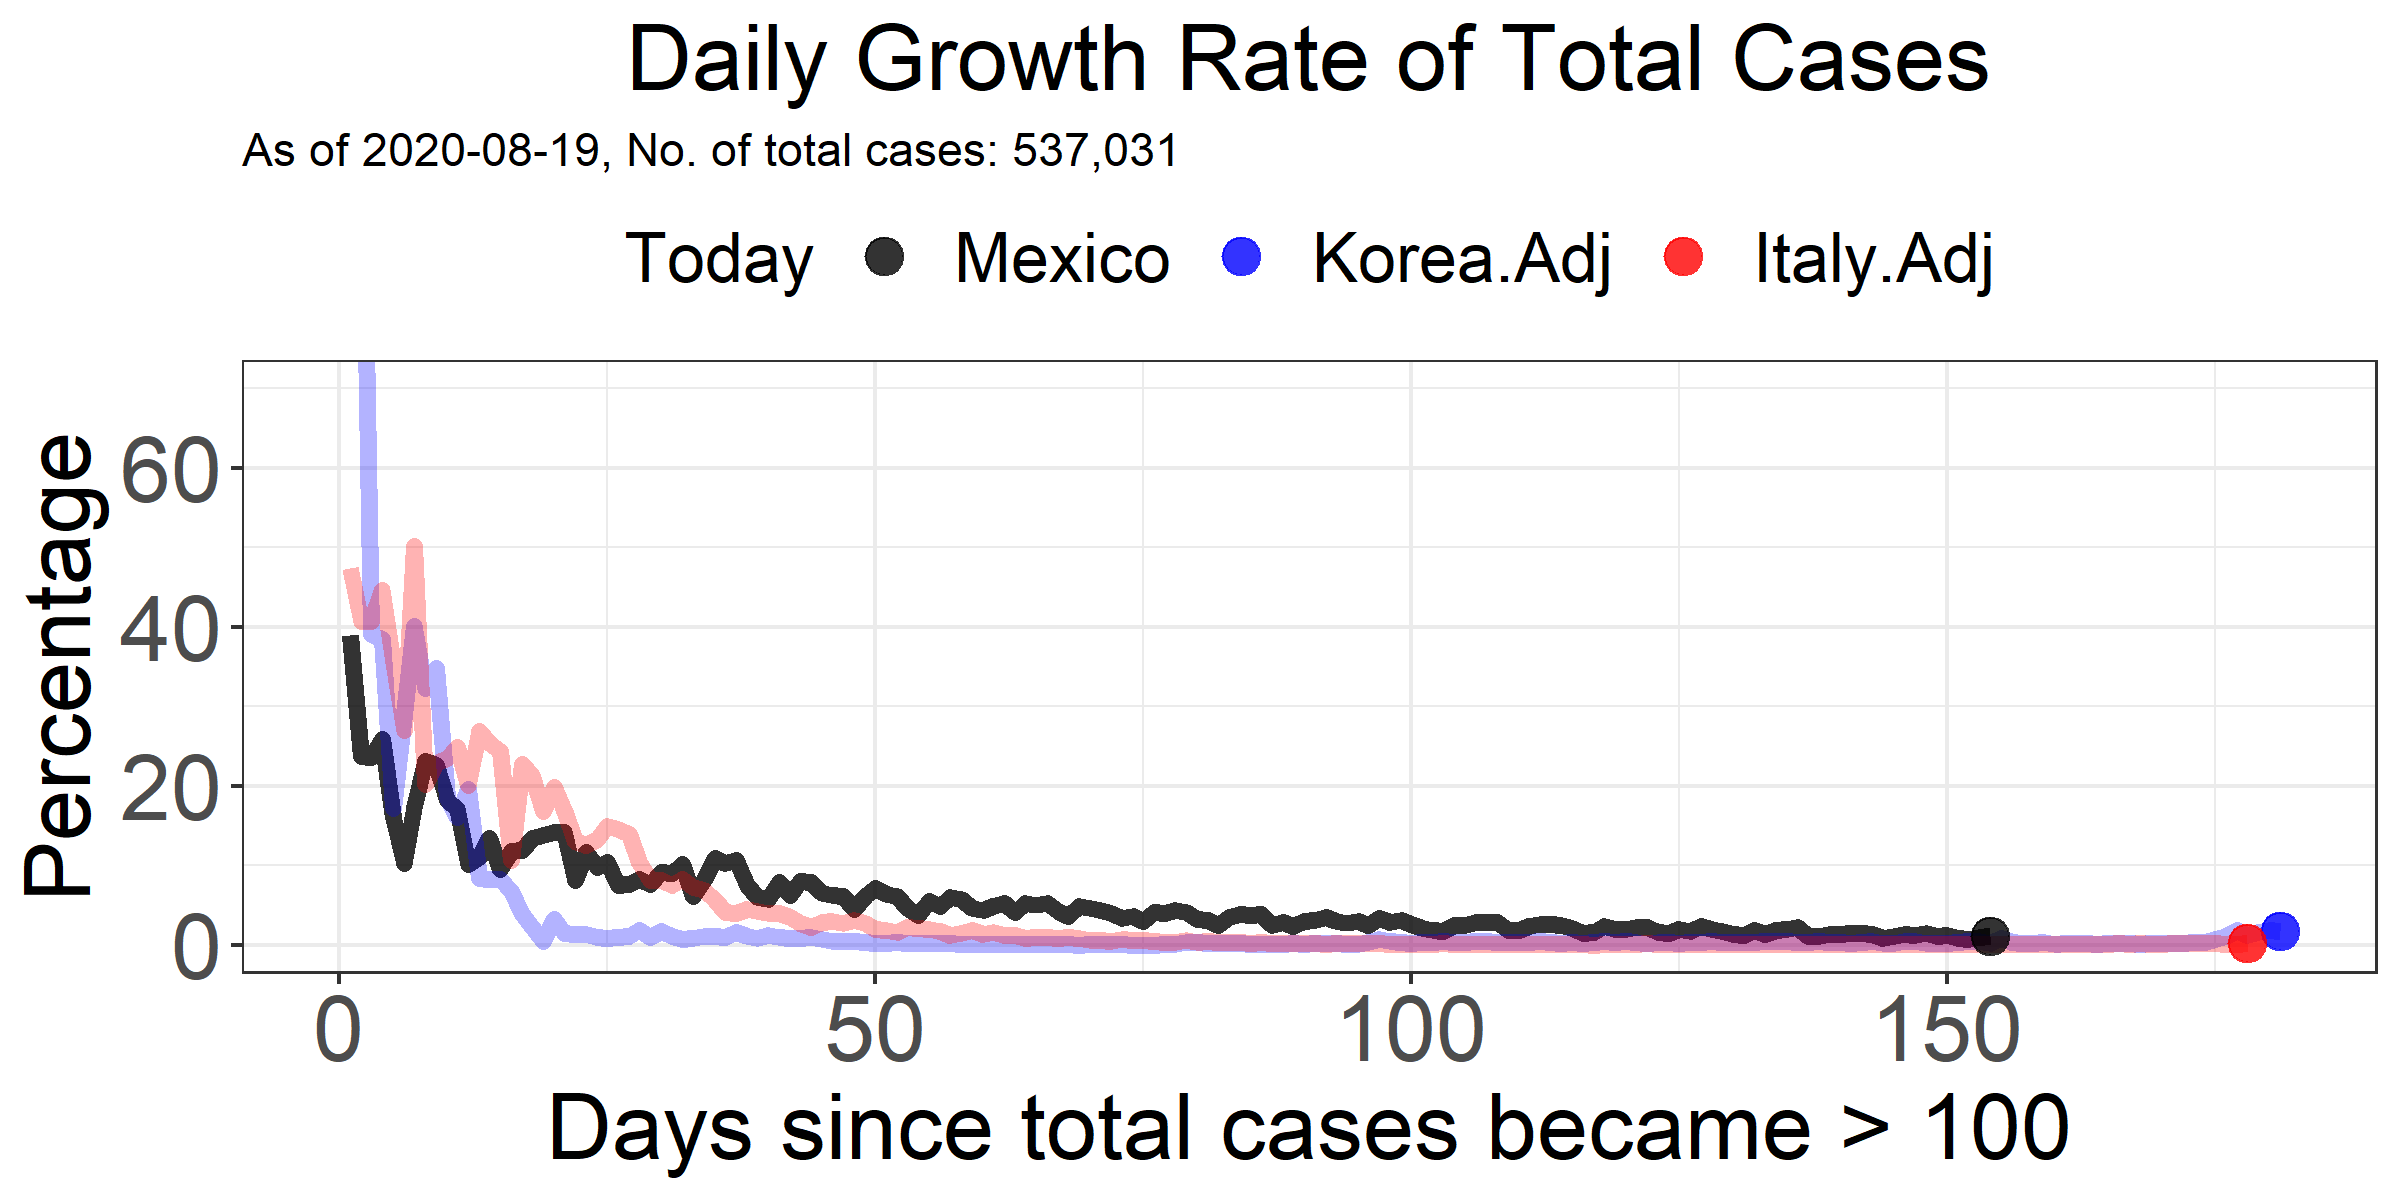 Daily Growth Rate of Total Cases
As of 2020-08-19, No. of total cases: 537,031
Today Mexico Korea.Adj Italy.Adj
Percentage
60
40
20
0
0 50 100 150
Days since total cases became > 100